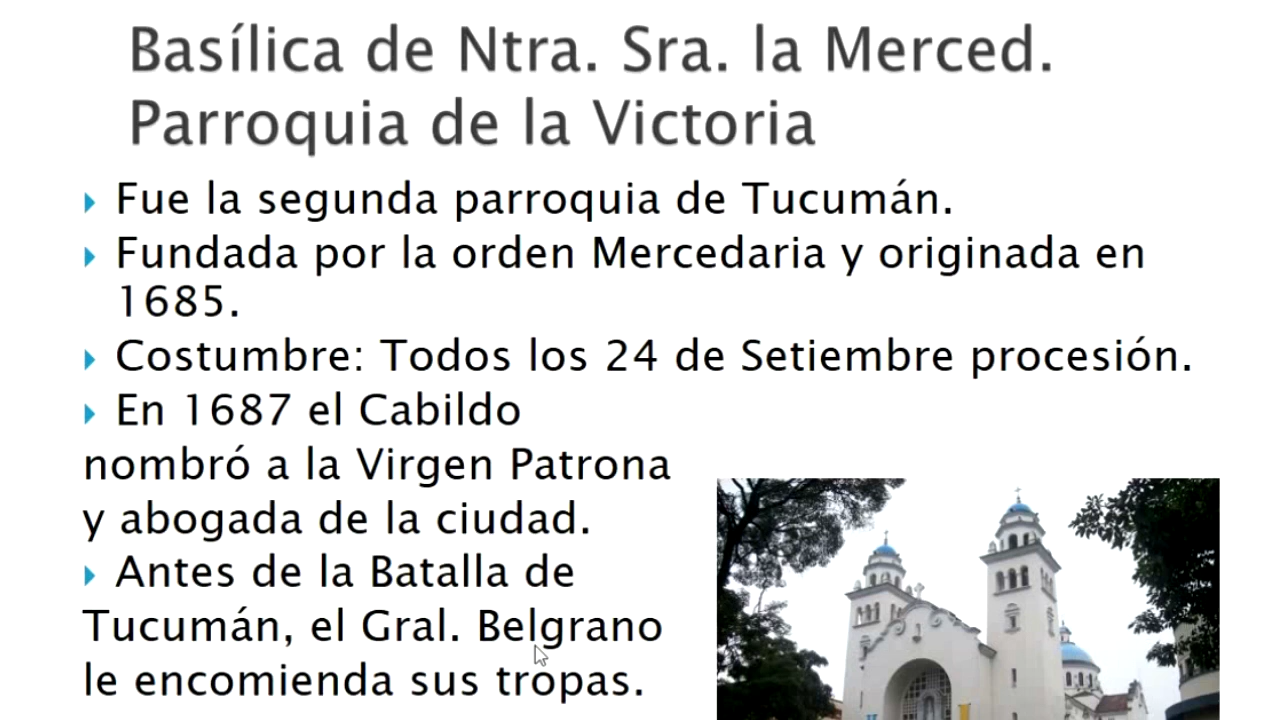 Basílica de Ntra. Sra. la Merced.
Parroquia de la Victoria
Fue la segunda parroquia de Tucumán.
Fundada por la orden Mercedaria y originada en
1685.
Costumbre: Todos los 24 de Setiembre procesión.
En 1687 el Cabildo
nombró a la Virgen Patrona
y abogada de la ciudad.
Antes de la Batalla de
Tucumán, el Gral. Belgrano
le encomienda sus tropas.